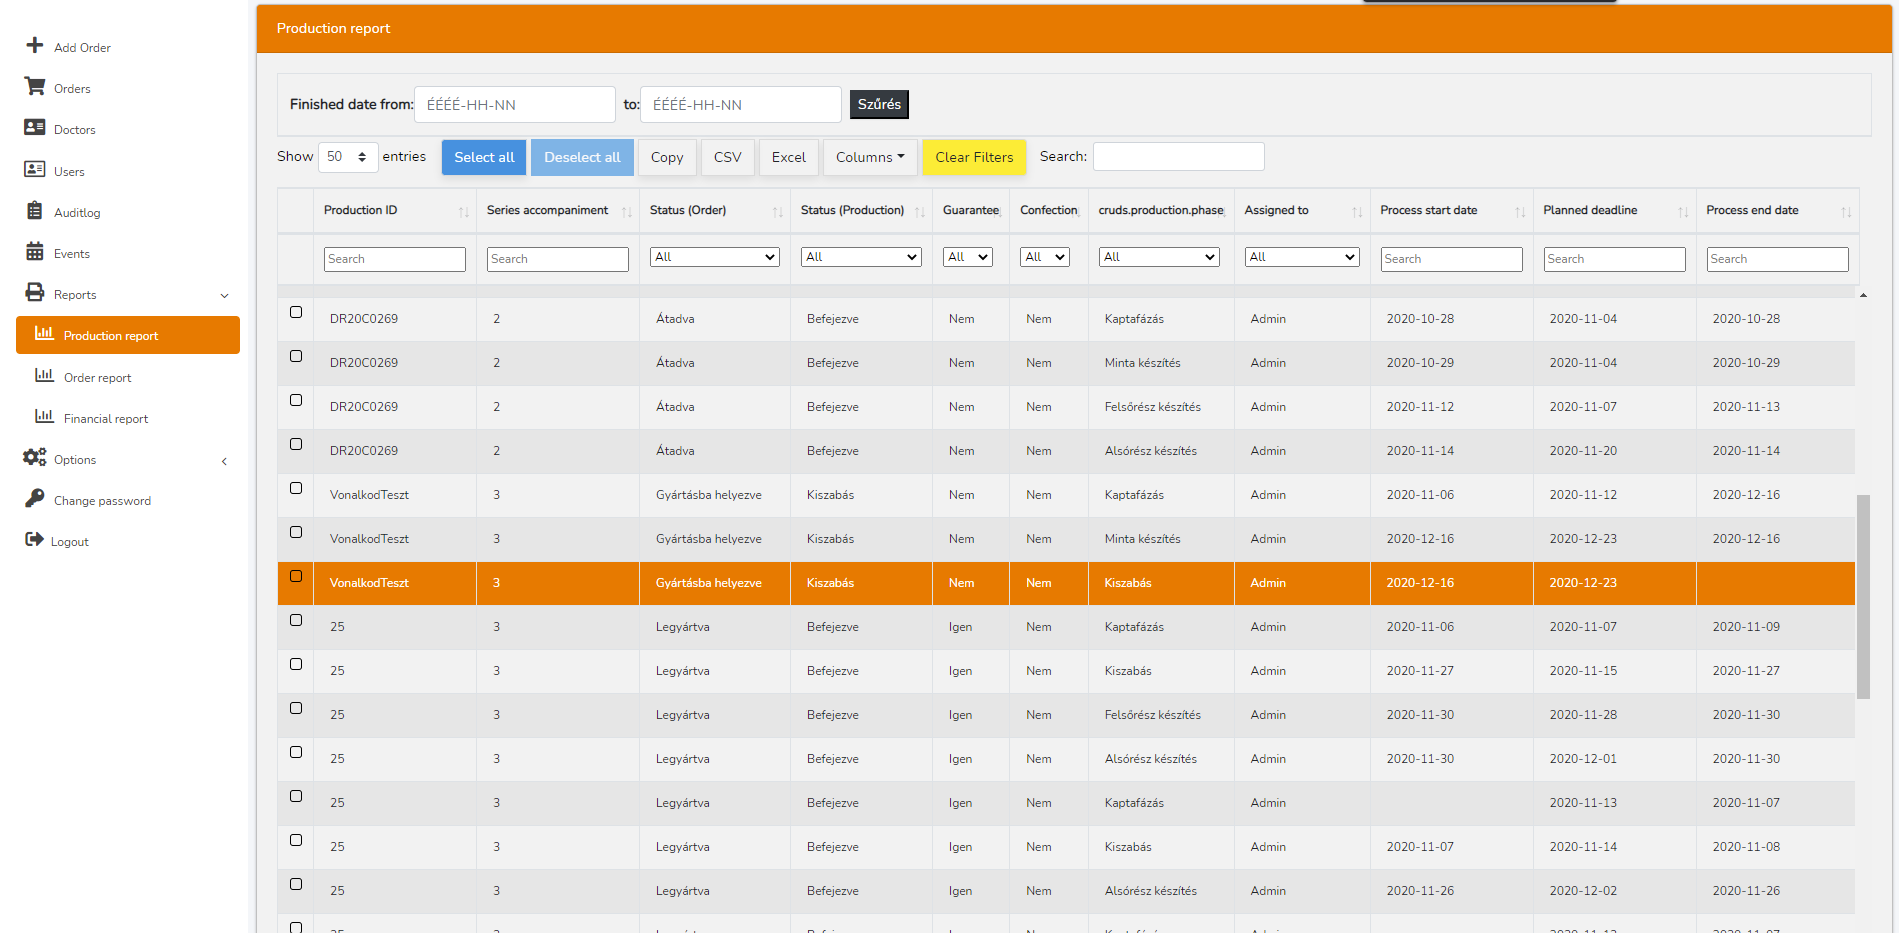 Add Order
Orders
Doctors
Users
Auditlog
Events
Reports
Production report
Order report
Financial report
Options
Change password
Logout
Production report
Finished date from: ÉÉÉÉ-HH-NN to: ÉÉÉÉ-HH-NN Szűrés
Show 50 entries Select all Deselect all Copy CSV Excel Columns Clear Filters Search:
Production ID Series accompaniment Status (Order) Status (Production) Guarantee Confection cruds.production.phase Assigned to Process start date Planned deadline Process end date
Search Search All All All All All All Search Search Search
DR20C0269 2 Átadva Befejezve Nem Nem Kaptafázás Admin 2020-10-28 2020-11-04 2020-10-28
DR20C0269 2 Átadva Befejezve Nem Nem Minta készítés Admin 2020-10-29 2020-11-04 2020-10-29
DR20C0269 2 Átadva Befejezve Nem Nem Felsőrész készítés Admin 2020-11-12 2020-11-07 2020-11-13
DR20C0269 2 Átadva Befejezve Nem Nem Alsórész készítés Admin 2020-11-14 2020-11-20 2020-11-14
VonalkodTeszt 3 Gyártásba helyezve Kiszabás Nem Nem Kaptafázás Admin 2020-11-06 2020-11-12 2020-12-16
VonalkodTeszt 3 Gyártásba helyezve Kiszabás Nem Nem Minta készítés Admin 2020-12-16 2020-12-23 2020-12-16
VonalkodTeszt 3 Gyártásba helyezve Kiszabás Nem Nem Kiszabás Admin 2020-12-16 2020-12-23
25 3 Legyártva Befejezve Igen Nem Kaptafázás Admin 2020-11-06 2020-11-07 2020-11-09
25 3 Legyártva Befejezve Igen Nem Kiszabás Admin 2020-11-27 2020-11-15 2020-11-27
25 3 Legyártva Befejezve Igen Nem Felsőrész készítés Admin 2020-11-30 2020-11-28 2020-11-30
25 3 Legyártva Befejezve Igen Nem Alsórész készítés Admin 2020-11-30 2020-12-01 2020-11-30
25 3 Legyártva Befejezve Igen Nem Kaptafázás Admin 2020-11-13 2020-11-07
25 3 Legyártva Befejezve Igen Nem Kiszabás Admin 2020-11-07 2020-11-14 2020-11-08
25 3 Legyártva Befejezve Igen Nem Alsórész készítés Admin 2020-11-26 2020-12-02 2020-11-26